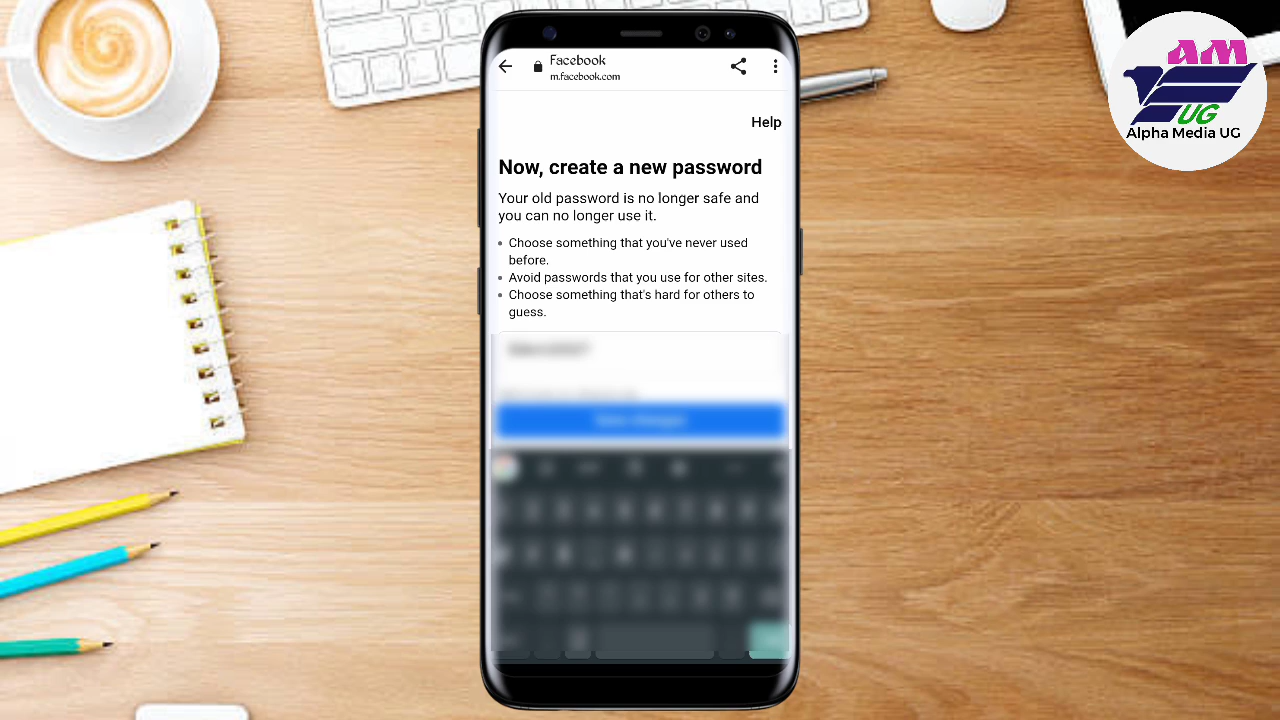 Facebook
m.facebook.com
Help
Now, create a new password
Your old password is no longer safe and
you can no longer use it.
• Choose something that you've never used
before.
• Avoid passwords that you use for other sites.
• Choose something that's hard for others to
guess.
AM
UG
Alpha Media UG